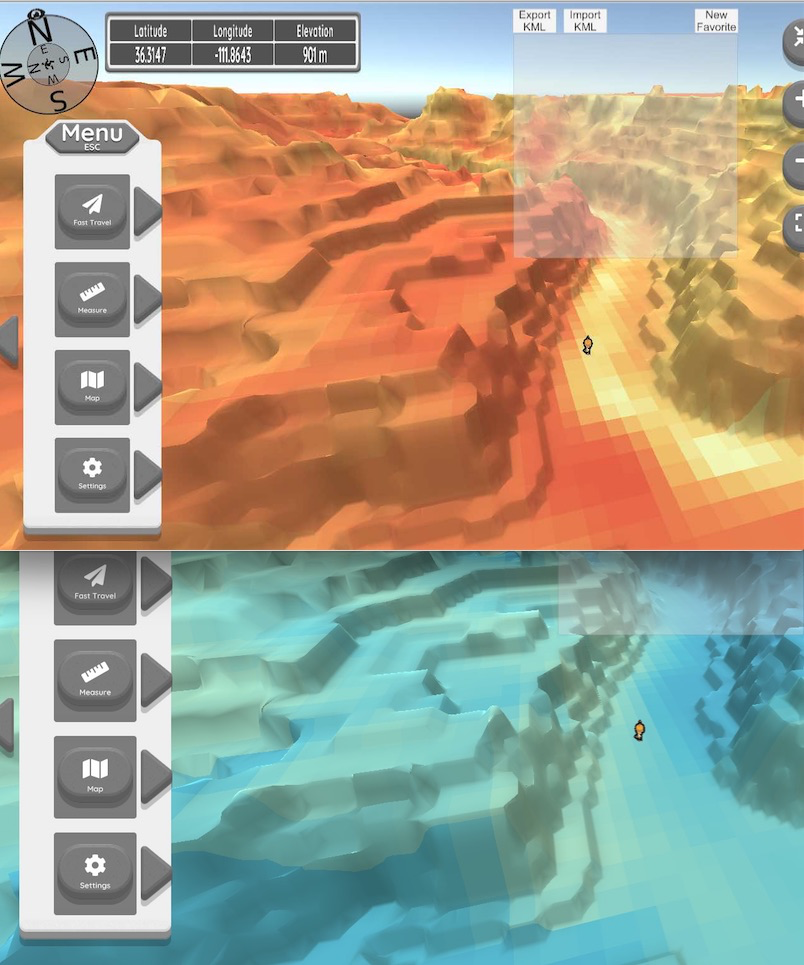 N
E
W
S
N
E
S
W
Latitude
Longitude
Elevation
36.3147
-111.8643
901 m
Export
KML
Import
KML
New
Favorite
Menu
ESC
Fast Travel
Measure
Map
Settings
Fast Travel
Measure
Map
Settings